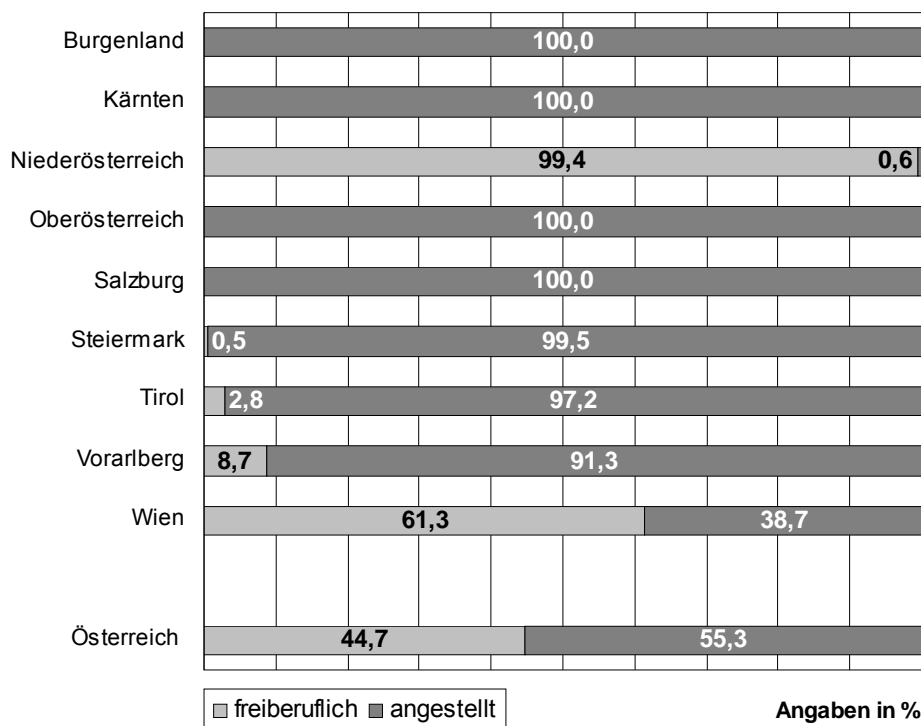 Burgenland 100,0
Kärnten 100,0
Niederösterreich 99,4 0,6
Oberösterreich 100,0
Salzburg 100,0
Steiermark 0,5 99,5
Tirol 2,8 97,2
Vorarlberg 8,7 91,3
Wien 61,3 38,7
Österreich 44,7 55,3
freiberuflich angestellt Angaben in %